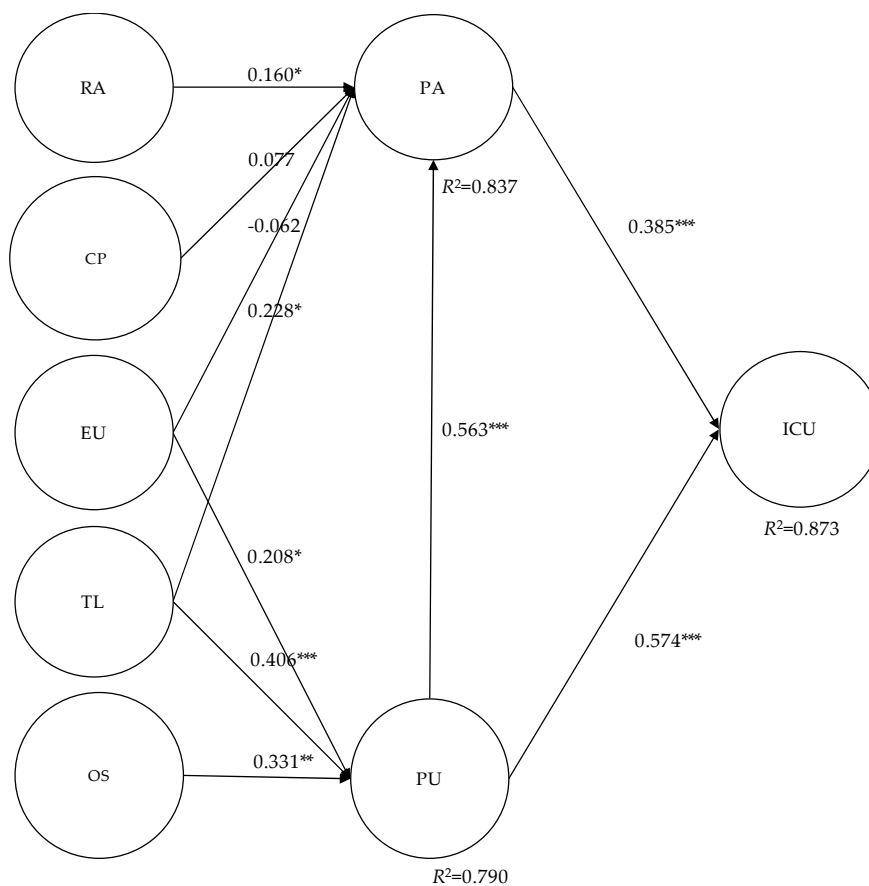 RA
0.160*
PA
CP
0.077
R²=0.837
-0.062
0.385***
0.228*
EU
0.563***
ICU
R²=0.873
0.208*
TL
0.406***
0.574***
OS
0.331**
PU
R²=0.790